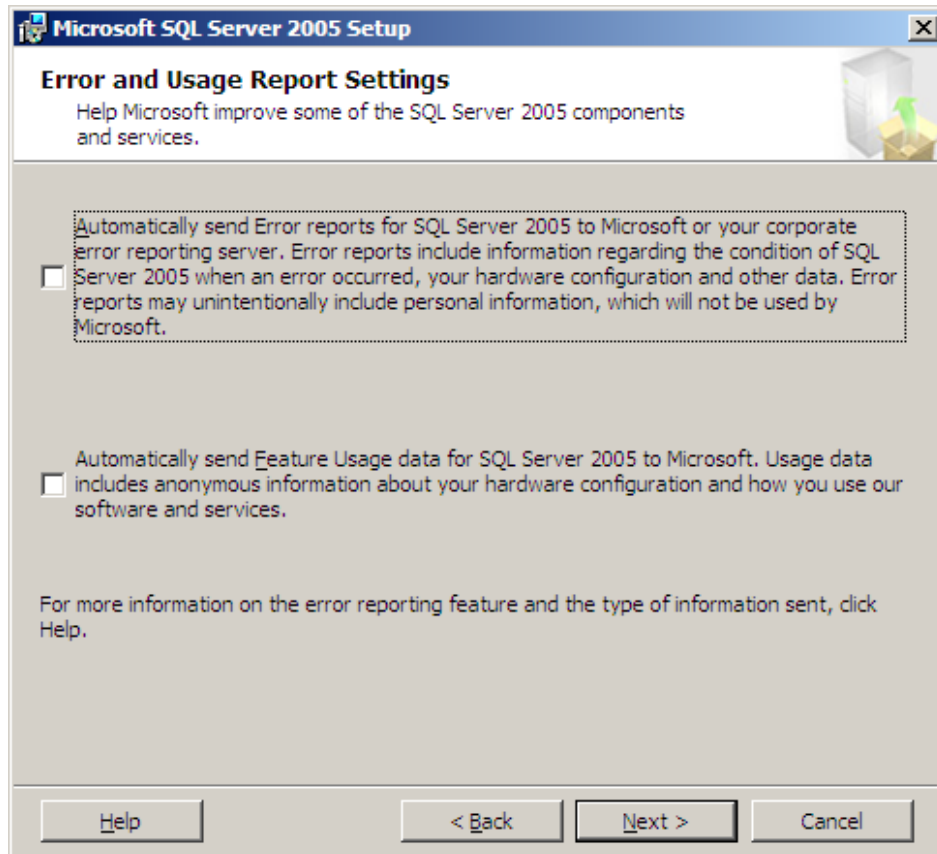 Microsoft SQL Server 2005 Setup
Error and Usage Report Settings
Help Microsoft improve some of the SQL Server 2005 components
and services.
Automatically send Error reports for SQL Server 2005 to Microsoft or your corporate
error reporting server. Error reports include information regarding the condition of SQL
Server 2005 when an error occurred, your hardware configuration and other data. Error
reports may unintentionally include personal information, which will not be used by
Microsoft.
Automatically send Feature Usage data for SQL Server 2005 to Microsoft. Usage data
includes anonymous information about your hardware configuration and how you use our
software and services.
For more information on the error reporting feature and the type of information sent, click
Help.
Help
< Back
Next >
Cancel